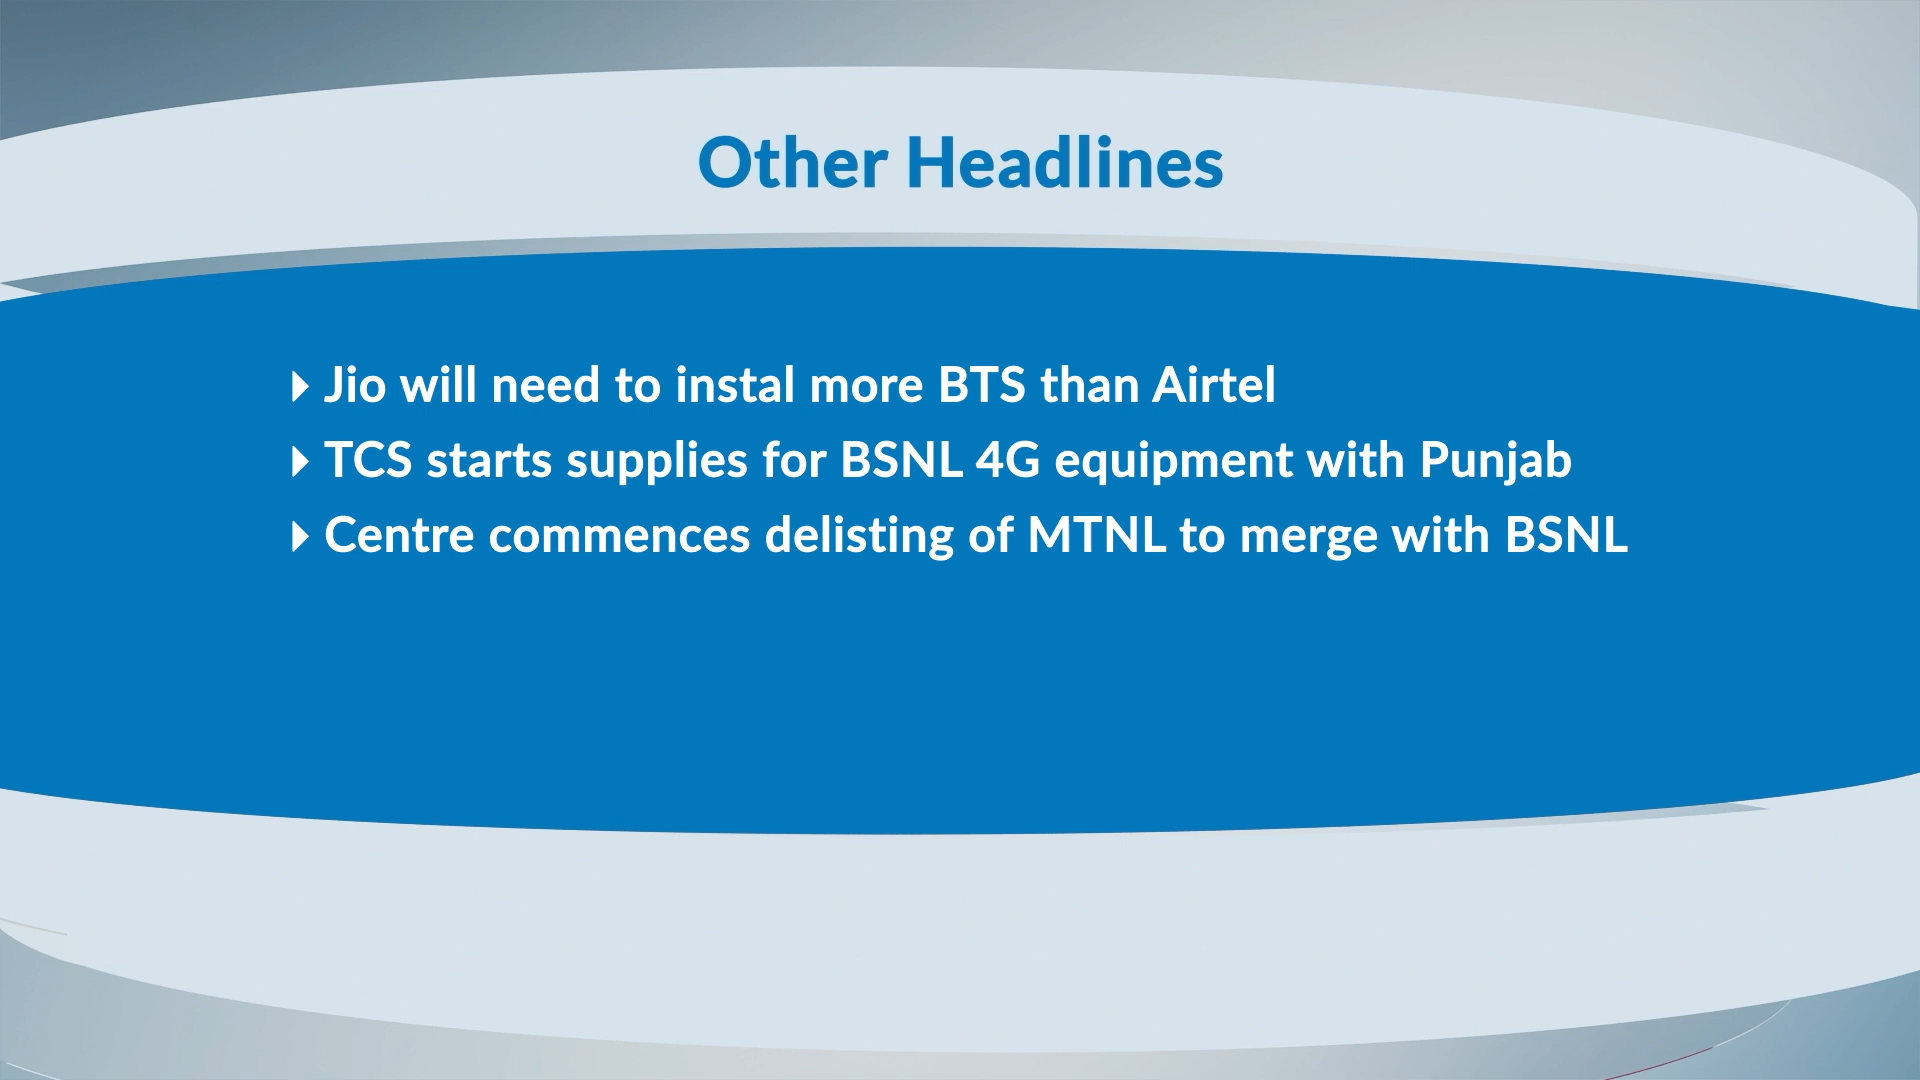 Other Headlines
Jio will need to instal more BTS than Airtel
TCS starts supplies for BSNL 4G equipment with Punjab
Centre commences delisting of MTNL to merge with BSNL